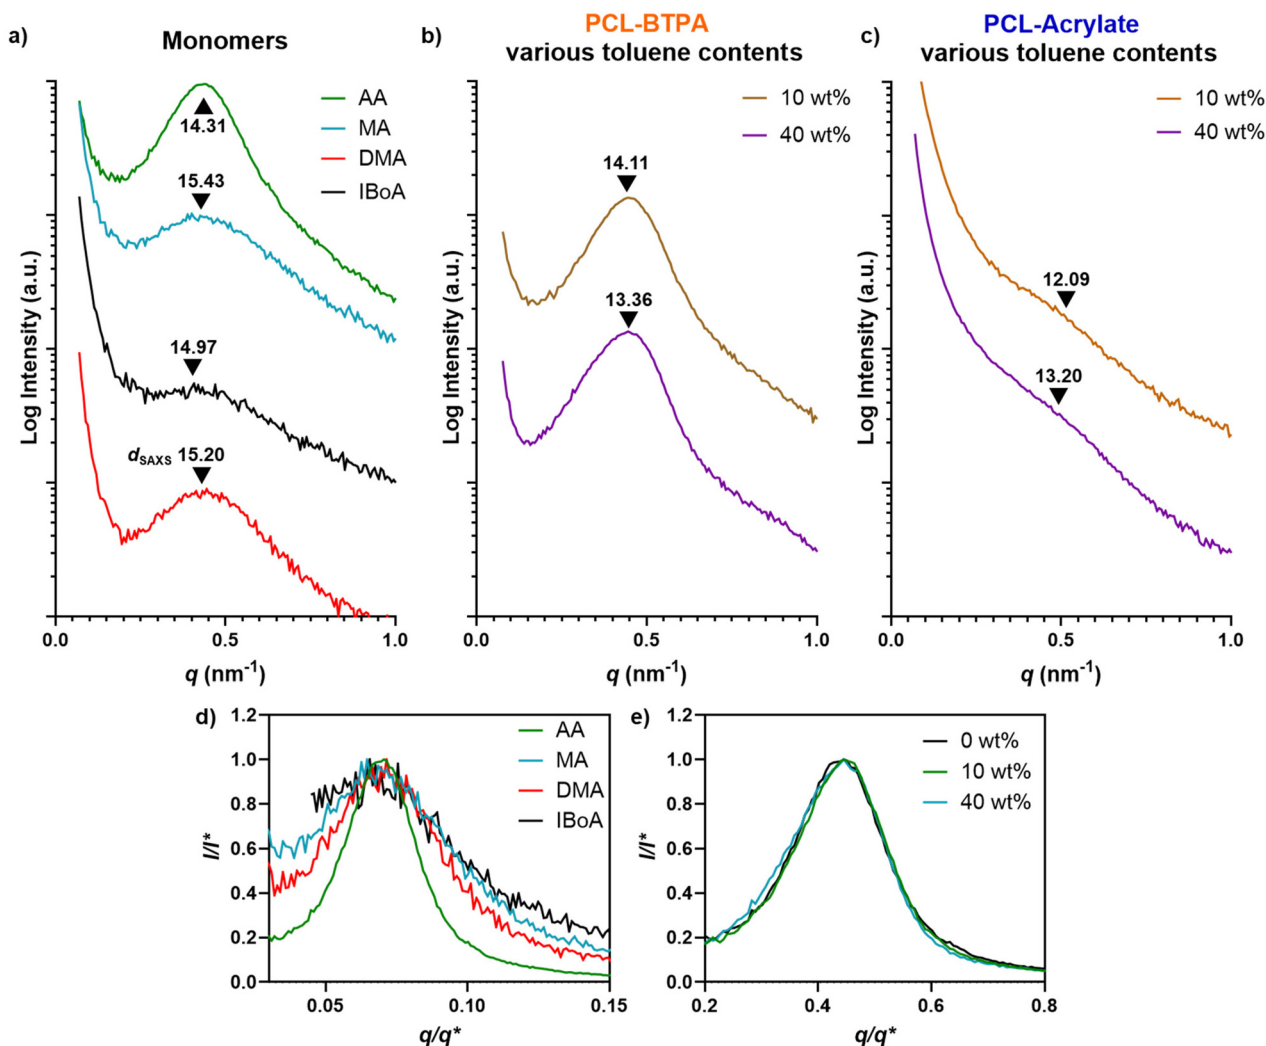 a)
Monomers
AA
MA
DMA
IBoA
14.31
15.43
14.97
dSAXS 15.20
Log Intensity (a.u.)
0.0
0.5
1.0
q (nm-1)
b)
PCL-BTPA
various toluene contents
10 wt%
40 wt%
14.11
13.36
Log Intensity (a.u.)
0.0
0.5
1.0
q (nm-1)
c)
PCL-Acrylate
various toluene contents
10 wt%
40 wt%
12.09
13.20
Log Intensity (a.u.)
0.0
0.5
1.0
q (nm-1)
d)
1.2
1.0
0.8
0.6
0.4
0.2
0.0
I/I*
AA
MA
DMA
IBoA
0.05
0.10
0.15
q/q*
e)
1.2
1.0
0.8
0.6
0.4
0.2
0.0
I/I*
0 wt%
10 wt%
40 wt%
0.2
0.4
0.6
0.8
q/q*